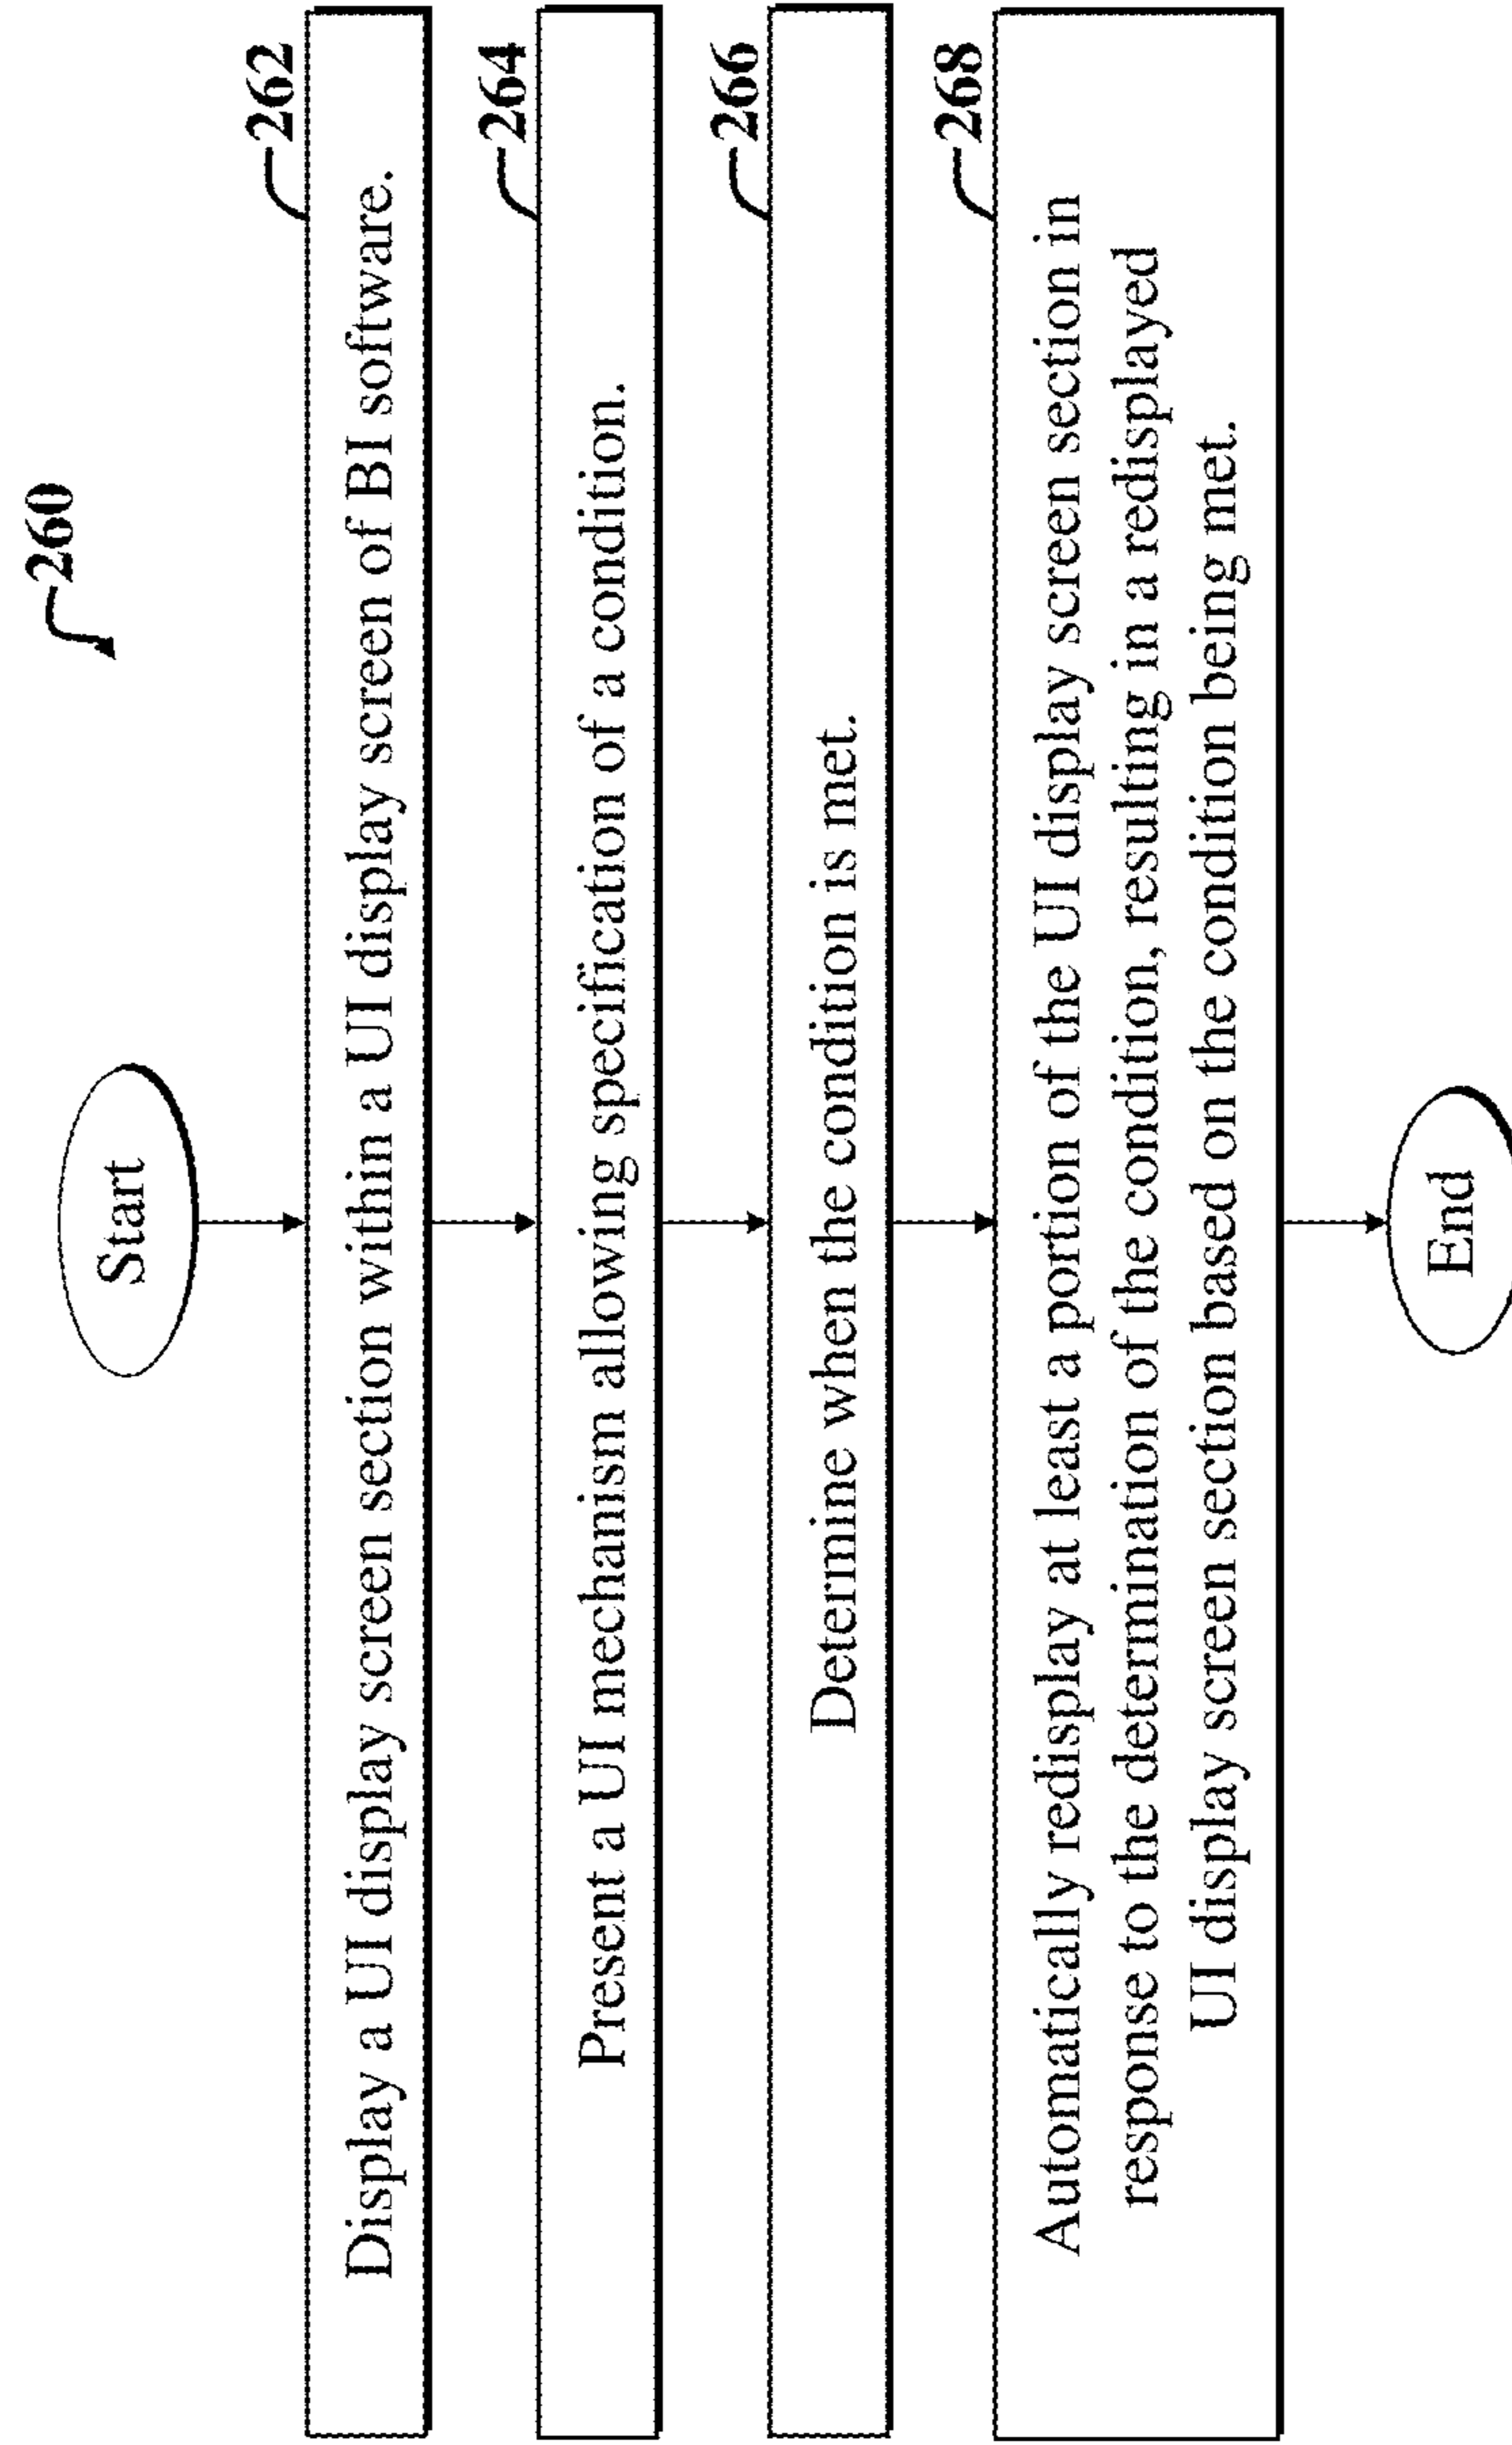 260
Start
262
Display a UI display screen section within a UI display screen of BI software.
264
Present a UI mechanism allowing specification of a condition.
266
Determine when the condition is met.
268
Automatically redisplay at least a portion of the UI display screen section in
response to the determination of the condition, resulting in a redisplayed
UI display screen section based on the condition being met.
End